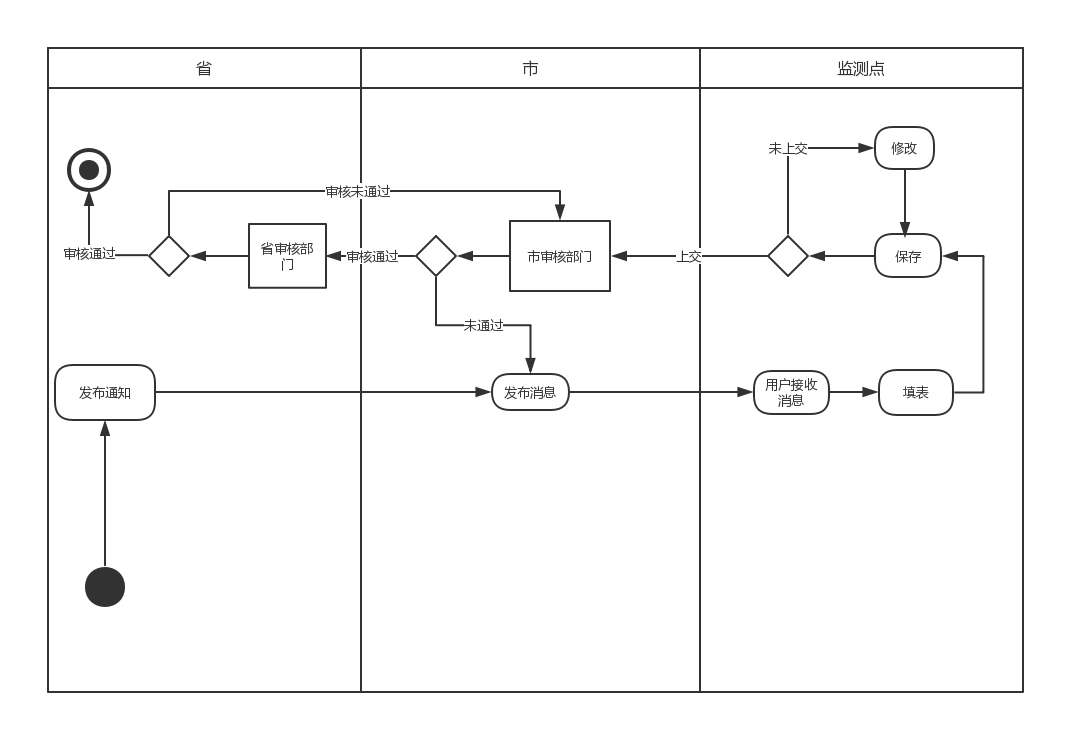 省
市
监测点
未上交
修改
审核未通过
审核通过
省审核部
门
审核通过
市审核部门
上交
保存
未通过
发布通知
发布消息
用户接收
消息
填表